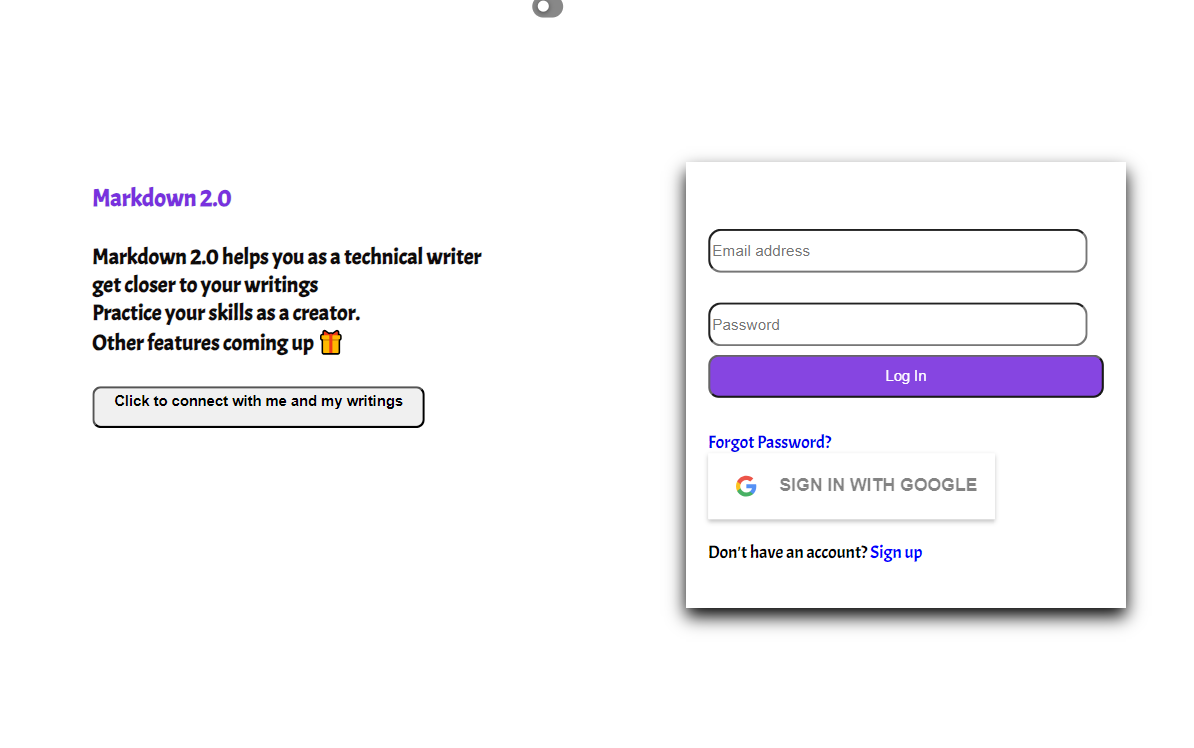 Markdown 2.0
Markdown 2.0 helps you as a technical writer
get closer to your writings
Practice your skills as a creator.
Other features coming up 🎁
Click to connect with me and my writings
Email address
Password
Log In
Forgot Password?
SIGN IN WITH GOOGLE
Don't have an account? Sign up